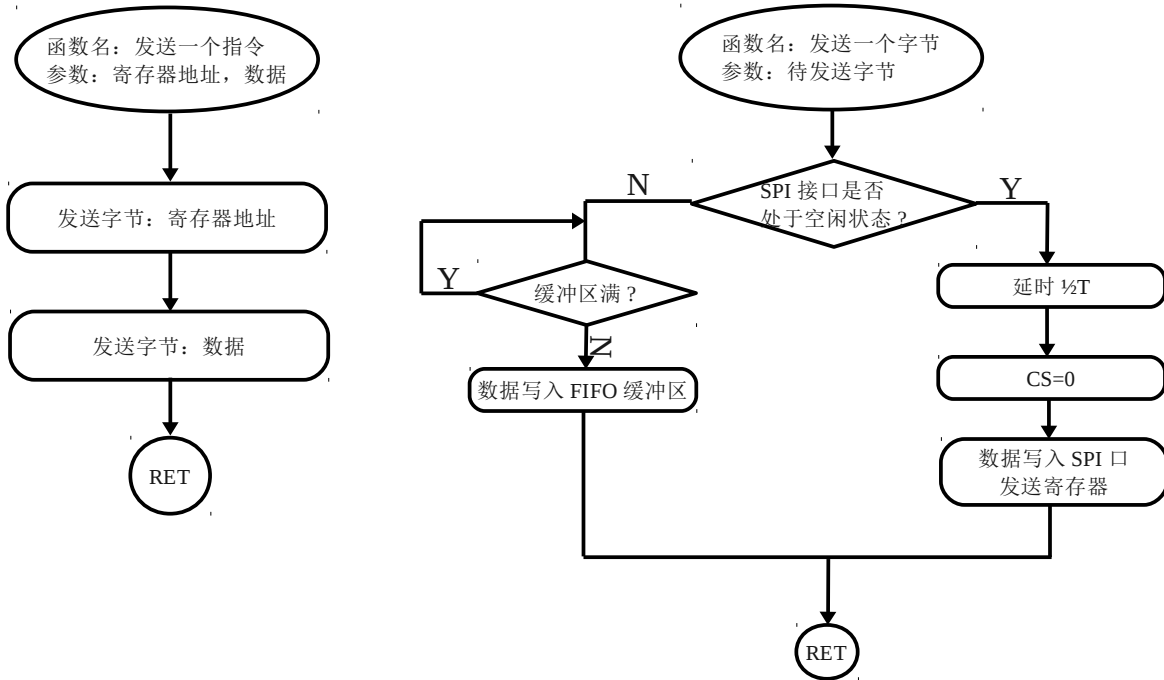 函数名：发送一个指令
参数：寄存器地址，数据
发送字节：寄存器地址
发送字节：数据
RET
函数名：发送一个字节
参数：待发送字节
SPI 接口是否
处于空闲状态？
N
Y
缓冲区满？
Y
N
数据写入 FIFO 缓冲区
延时 ½T
CS=0
数据写入 SPI 口
发送寄存器
RET